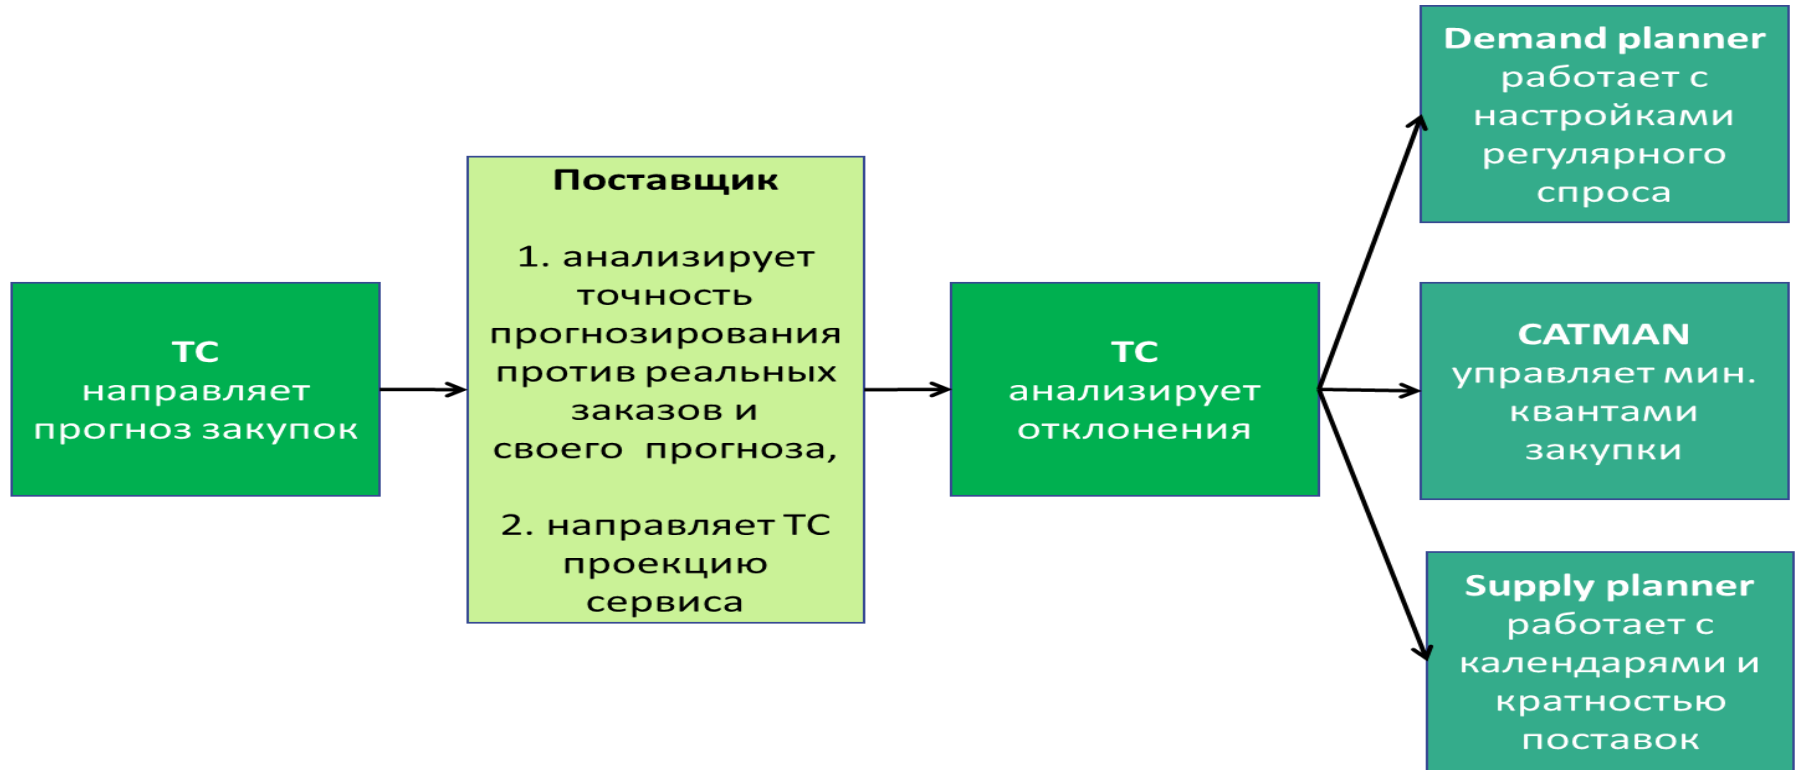 ТС
направляет
прогноз закупок
Поставщик
1. анализирует
точность
прогнозирования
против реальных
заказов и
своего прогноза,
2. направляет ТС
проекцию
сервиса
ТС
анализирует
отклонения
Demand planner
работает с
настройками
регулярного
спроса
CATMAN
управляет мин.
квантами
закупки
Supply planner
работает с
календарями и
кратностью
поставок